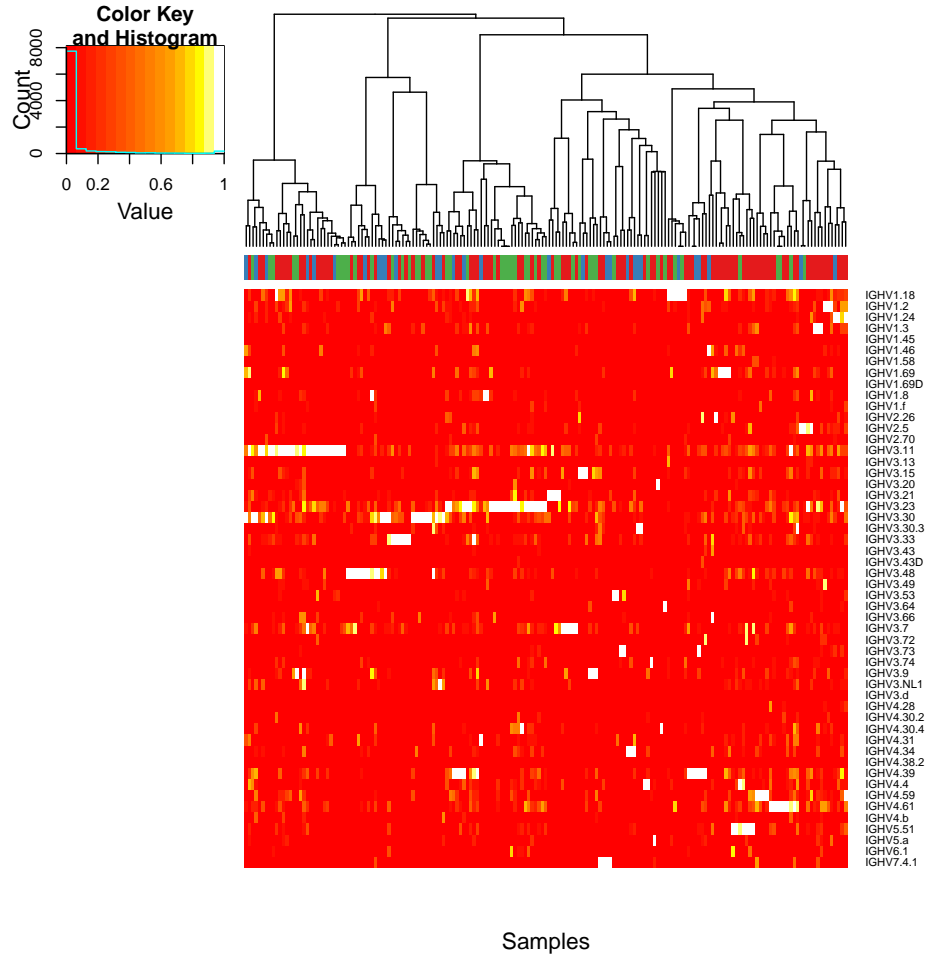 Color Key
and Histogram
Count
0
4000
8000
0 0.2 0.6 1
Value
IGHV1.18
IGHV1.2
IGHV1.24
IGHV1.3
IGHV1.45
IGHV1.46
IGHV1.58
IGHV1.69
IGHV1.69D
IGHV1.8
IGHV1.f
IGHV2.26
IGHV2.5
IGHV2.70
IGHV3.11
IGHV3.13
IGHV3.15
IGHV3.20
IGHV3.21
IGHV3.23
IGHV3.30
IGHV3.30.3
IGHV3.33
IGHV3.43
IGHV3.43D
IGHV3.48
IGHV3.49
IGHV3.53
IGHV3.64
IGHV3.66
IGHV3.7
IGHV3.72
IGHV3.73
IGHV3.74
IGHV3.9
IGHV3.NL1
IGHV3.d
IGHV4.28
IGHV4.30.2
IGHV4.30.4
IGHV4.31
IGHV4.34
IGHV4.38.2
IGHV4.39
IGHV4.4
IGHV4.59
IGHV4.61
IGHV4.b
IGHV5.51
IGHV5.a
IGHV6.1
IGHV7.4.1
Samples